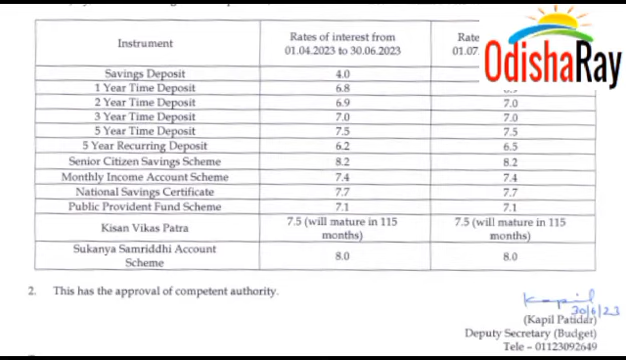 Instrument
Rates of interest from
01.04.2023 to 30.06.2023
Rate
01.07.
OdishaRay
Savings Deposit 4.0
1 Year Time Deposit 6.8
2 Year Time Deposit 6.9 7.0
3 Year Time Deposit 7.0 7.0
5 Year Time Deposit 7.5 7.5
5 Year Recurring Deposit 6.2 6.5
Senior Citizen Savings Scheme 8.2 8.2
Monthly Income Account Scheme 7.4 7.4
National Savings Certificate 7.7 7.7
Public Provident Fund Scheme 7.1 7.1
Kisan Vikas Patra 7.5 (will mature in 115 months) 7.5 (will mature in 115 months)
Sukanya Samriddhi Account Scheme 8.0 8.0
2. This has the approval of competent authority.
Kapil
30/6/23
(Kapil Patidar)
Deputy Secretary (Budget)
Tele - 01123092649